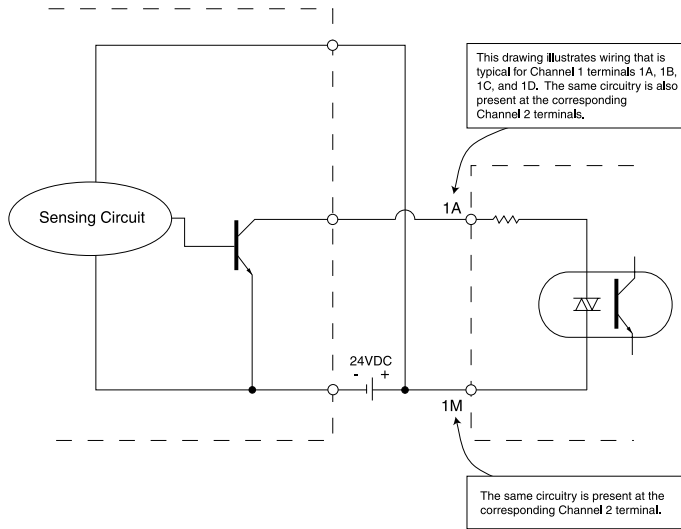 This drawing illustrates wiring that is
typical for Channel 1 terminals 1A, 1B,
1C, and 1D.  The same circuitry is also
present at the corresponding
Channel 2 terminals.
1A
Sensing Circuit
24VDC
- +
1M
The same circuitry is present at the
corresponding Channel 2 terminal.